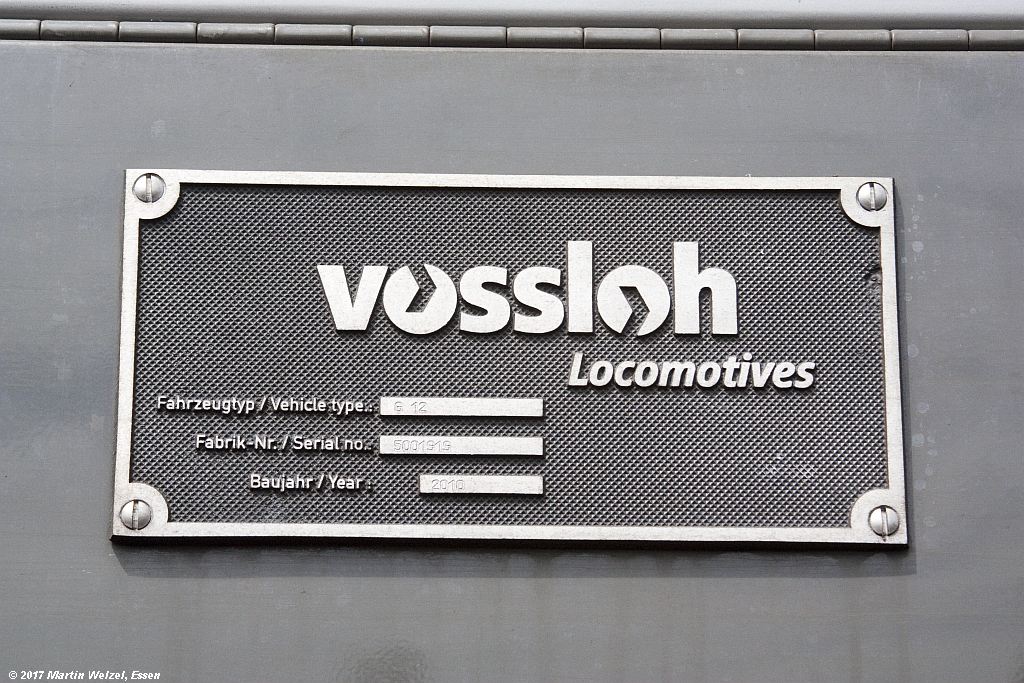 vossloh
Locomotives
Fahrzeugtyp / Vehicle type.:
G 12
Fabrik-Nr. / Serial no..:
5001919
Baujahr / Year :
2010
© 2017 Martin Welzel, Essen